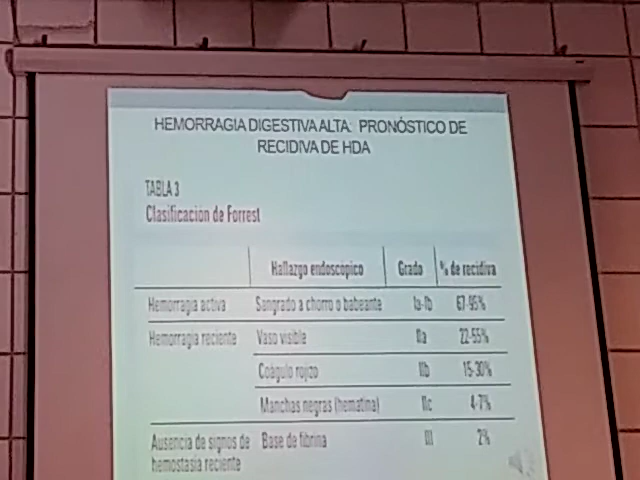 HEMORRAGIA DIGESTIVA ALTA: PRONÓSTICO DE
RECIDIVA DE HDA
TABLA 3
Clasificación de Forrest
Hallazgo endoscópico Grado % de recidiva
Hemorragia activa Sangrado a chorro o babeante Ia-Ib 67-95%
Hemorragia reciente Vaso visible IIa 22-55%
Coágulo rojizo IIb 15-30%
Manchas negras (hematina) IIc 4-7%
Ausencia de signos de Base de fibrina III 2%
hemostasia reciente